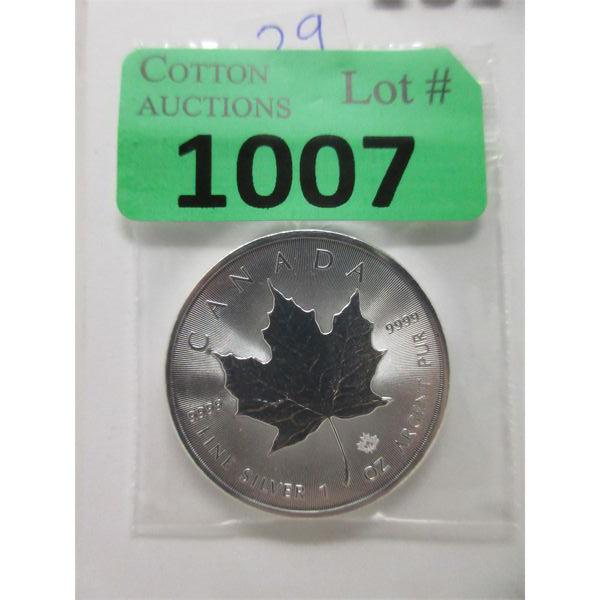 29
COTTON AUCTIONS
Lot #
1007
CANADA
9999
9999
FINE SILVER 1 OZ ARGENT PUR